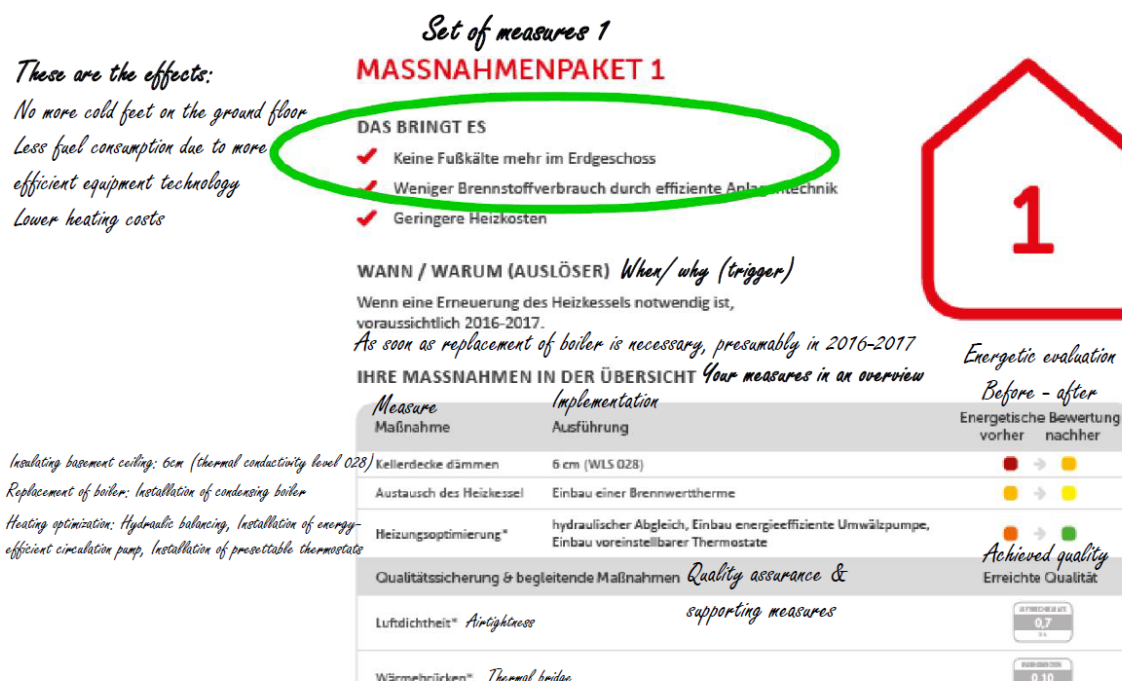 Set of measures 1
MASSNAHMENPAKET 1
These are the effects:
No more cold feet on the ground floor
Less fuel consumption due to more
efficient equipment technology
Lower heating costs
DAS BRINGT ES
Keine Fußkälte mehr im Erdgeschoss
Weniger Brennstoffverbrauch durch effiziente Anlagentechnik
Geringere Heizkosten
1
WANN / WARUM (AUSLÖSER) When/ why (trigger)
Wenn eine Erneuerung des Heizkessels notwendig ist,
voraussichtlich 2016-2017.
As soon as replacement of boiler is necessary, presumably in 2016-2017
IHRE MASSNAHMEN IN DER ÜBERSICHT Your measures in an overview
Energetic evaluation
Before - after
Measure Implementation
Maßnahme Ausführung
Energetische Bewertung
vorher nachher
Insulating basement ceiling: 6cm (thermal conductivity level 028)
Kellerdecke dämmen 6 cm (WLS 028)
Replacement of boiler: Installation of condensing boiler
Austausch des Heizkessel Einbau einer Brennwerttherme
Heating optimization: Hydraulic balancing, Installation of energy-
efficient circulation pump, Installation of presettable thermostats
Heizungsoptimierung* hydraulischer Abgleich, Einbau energieeffiziente Umwälzpumpe,
Einbau voreinstellbarer Thermostate
Achieved quality
Qualitätssicherung & begleitende Maßnahmen Quality assurance &
supporting measures
Erreichte Qualität
Luftdichtheit* Airtightness
0,7
Wärmebrücken* Thermal bridge
0,10